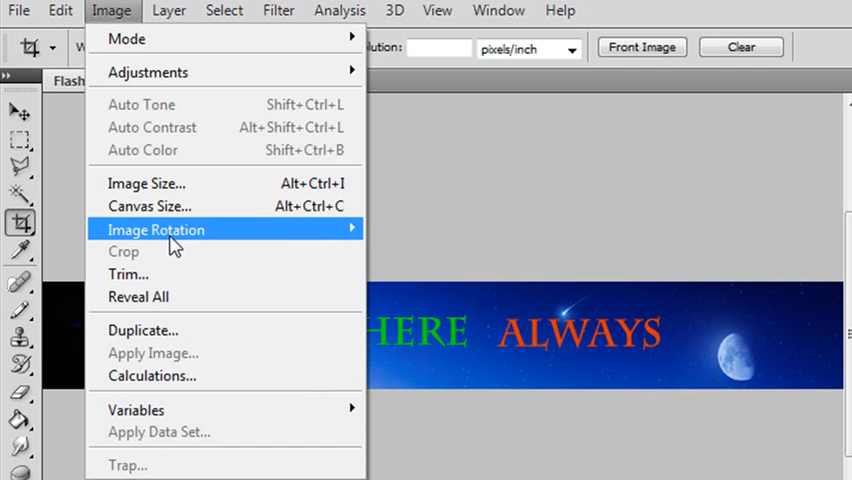 File Edit Image Layer Select Filter Analysis 3D View Window Help
pixels/inch Front Image Clear
Flash
Mode
Adjustments
Auto Tone Shift+Ctrl+L
Auto Contrast Alt+Shift+Ctrl+L
Auto Color Shift+Ctrl+B
Image Size... Alt+Ctrl+I
Canvas Size... Alt+Ctrl+C
Image Rotation
Crop
Trim...
Reveal All
Duplicate...
Apply Image...
Calculations...
Variables
Apply Data Set...
Trap...
HERE ALWAYS